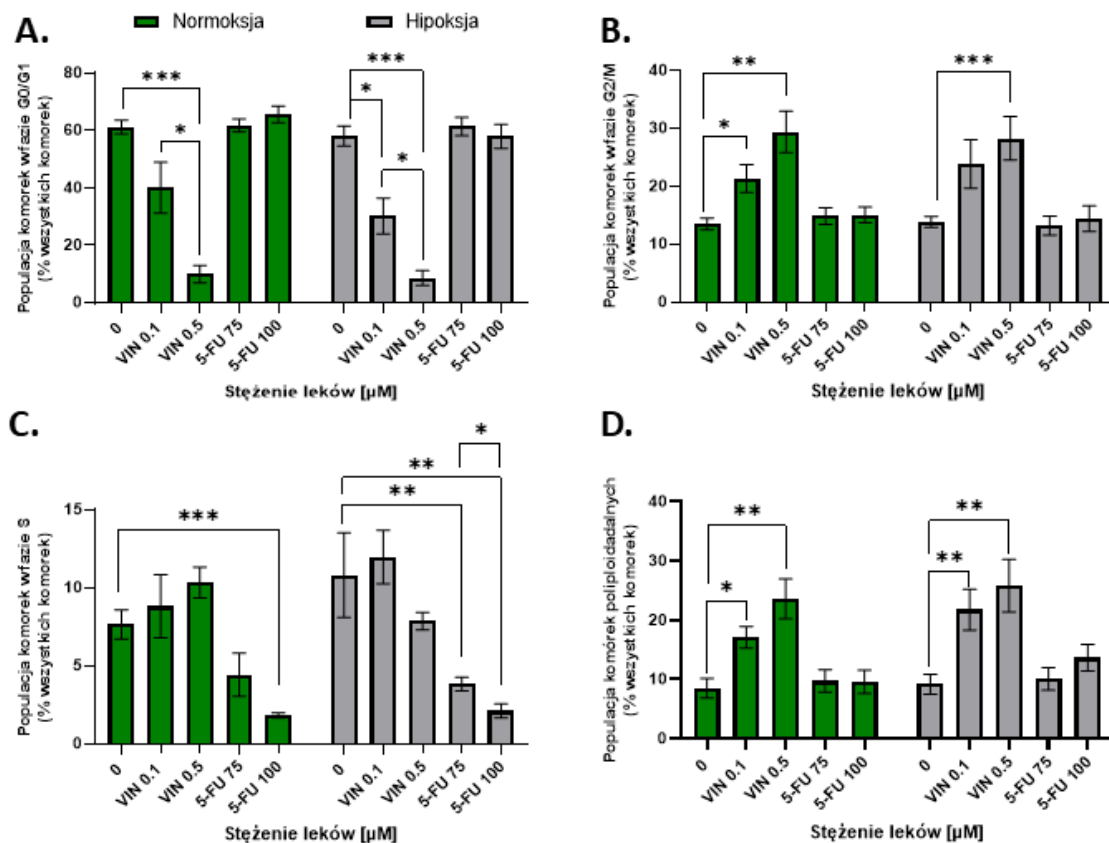 Normoksja
Hipoksja
A.
Populacja komorek wfazie G0/G1
(% wszystkich komorek)
80
60
40
20
0
***
*
***
*
*
0
VIN 0.1
VIN 0.5
5-FU 75
5-FU 100
0
VIN 0.1
VIN 0.5
5-FU 75
5-FU 100
Stężenie leków [µM]
B.
Populacja komorek wfazie G2/M
(% wszystkich komorek)
40
30
20
10
0
**
*
***
0
VIN 0.1
VIN 0.5
5-FU 75
5-FU 100
0
VIN 0.1
VIN 0.5
5-FU 75
5-FU 100
Stężenie leków [µM]
C.
Populacja komorek wfazie S
(% wszystkich komorek)
15
10
5
0
***
*
**
**
0
VIN 0.1
VIN 0.5
5-FU 75
5-FU 100
0
VIN 0.1
VIN 0.5
5-FU 75
5-FU 100
Stężenie leków [µM]
D.
Populacja komórek poliploidadalnych
(% wszystkich komorek)
40
30
20
10
0
**
*
**
**
0
VIN 0.1
VIN 0.5
5-FU 75
5-FU 100
0
VIN 0.1
VIN 0.5
5-FU 75
5-FU 100
Stężenie leków [µM]